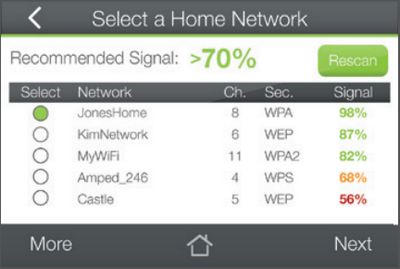 Select a Home Network
Recommended Signal: >70% Rescan
Select Network Ch. Sec. Signal
JonesHome 8 WPA 98%
KimNetwork 6 WEP 87%
MyWiFi 11 WPA2 82%
Amped_246 4 WPS 68%
Castle 5 WEP 56%
More Next